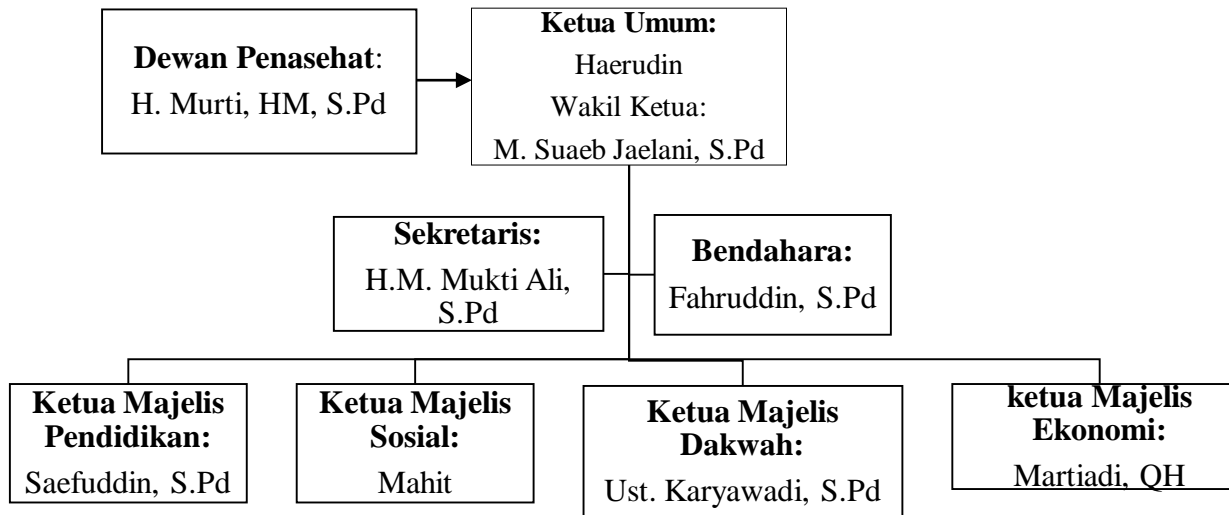 Dewan Penasehat:
H. Murti, HM, S.Pd
Ketua Umum:
Haerudin
Wakil Ketua:
M. Suaeb Jaelani, S.Pd
Sekretaris:
H.M. Mukti Ali,
S.Pd
Bendahara:
Fahruddin, S.Pd
Ketua Majelis
Pendidikan:
Saefuddin, S.Pd
Ketua Majelis
Sosial:
Mahit
Ketua Majelis
Dakwah:
Ust. Karyawadi, S.Pd
ketua Majelis
Ekonomi:
Martiadi, QH